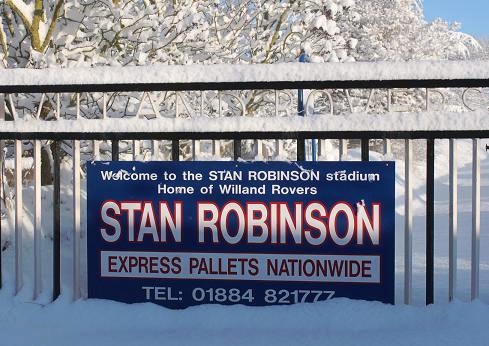 Welcome to the STAN ROBINSON stadium
Home of Willand Rovers
STAN ROBINSON
EXPRESS PALLETS NATIONWIDE
TEL: 01884 821777